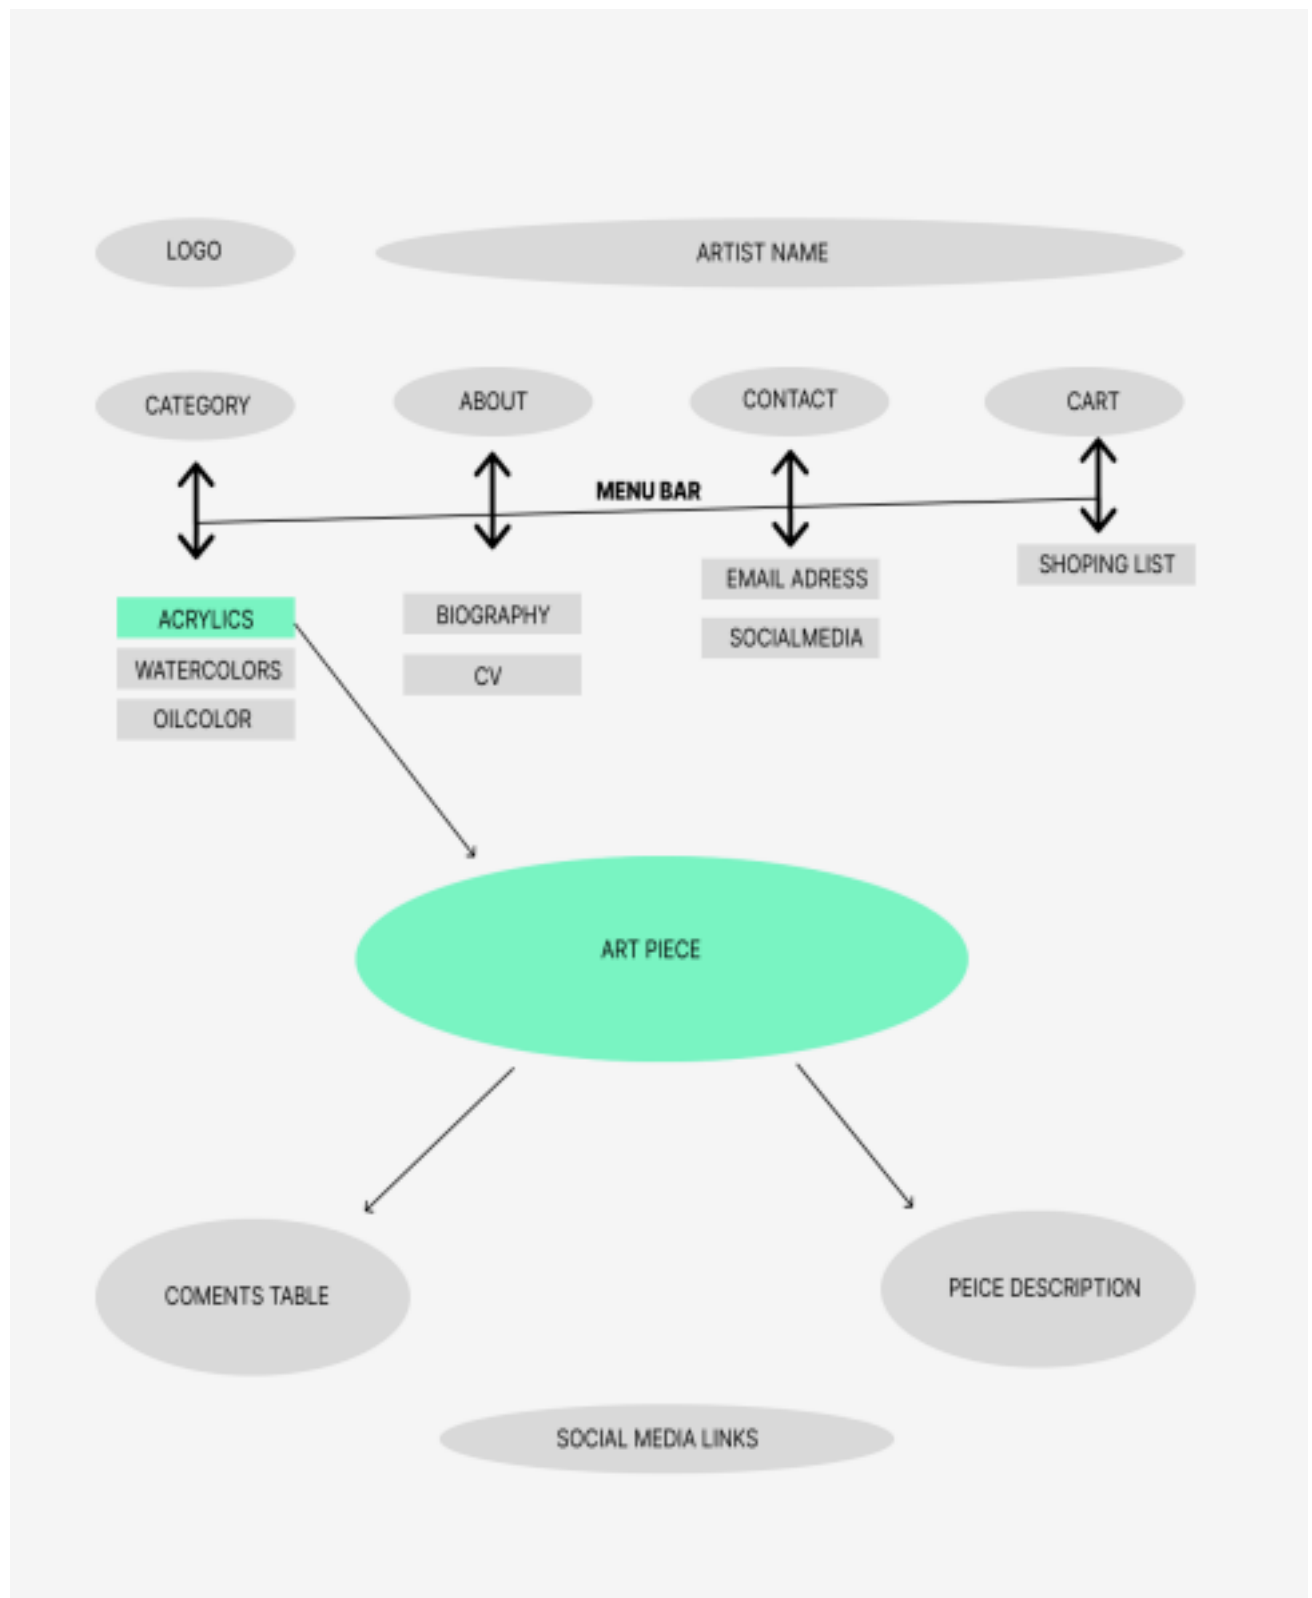 LOGO
ARTIST NAME
CATEGORY
ABOUT
CONTACT
CART
MENU BAR
ACRYLICS
WATERCOLORS
OILCOLOR
BIOGRAPHY
CV
EMAIL ADRESS
SOCIALMEDIA
SHOPING LIST
ART PIECE
COMENTS TABLE
PEICE DESCRIPTION
SOCIAL MEDIA LINKS